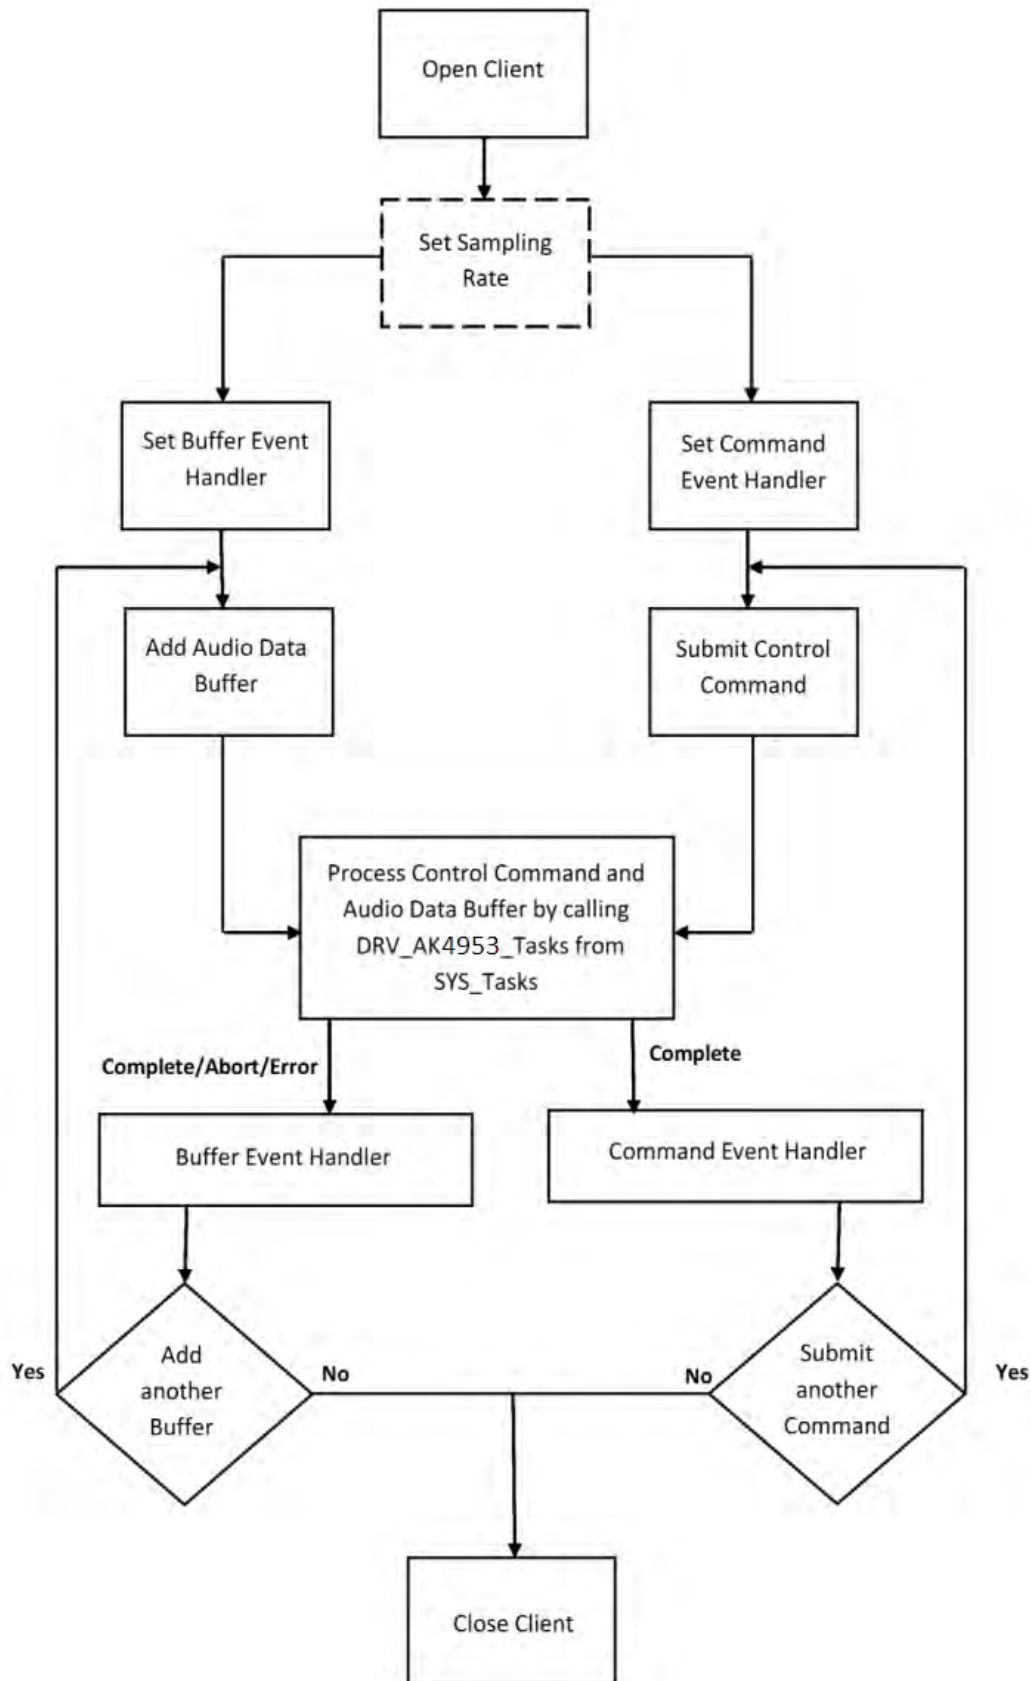 Open Client
Set Sampling
Rate
Set Buffer Event
Handler
Set Command
Event Handler
Add Audio Data
Buffer
Submit Control
Command
Process Control Command and
Audio Data Buffer by calling
DRV_AK4953_Tasks from
SYS_Tasks
Complete/Abort/Error
Complete
Buffer Event Handler
Command Event Handler
Yes
Add
another
Buffer
No
No
Submit
another
Command
Yes
Close Client